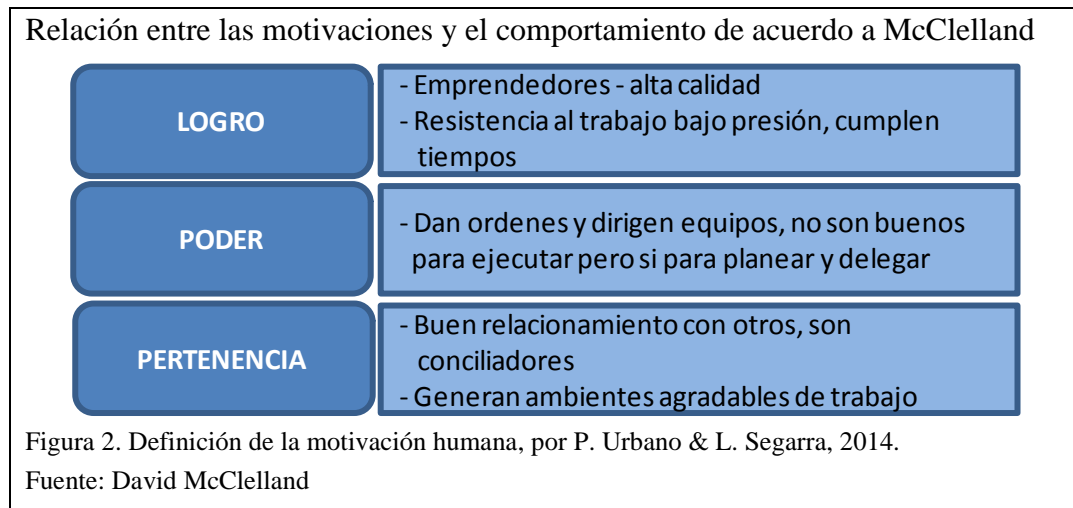 Relación entre las motivaciones y el comportamiento de acuerdo a McClelland
LOGRO
- Emprendedores - alta calidad
- Resistencia al trabajo bajo presión, cumplen
tiempos
PODER
- Dan ordenes y dirigen equipos, no son buenos
para ejecutar pero si para planear y delegar
PERTENENCIA
- Buen relacionamiento con otros, son
conciliadores
- Generan ambientes agradables de trabajo
Figura 2. Definición de la motivación humana, por P. Urbano & L. Segarra, 2014.
Fuente: David McClelland